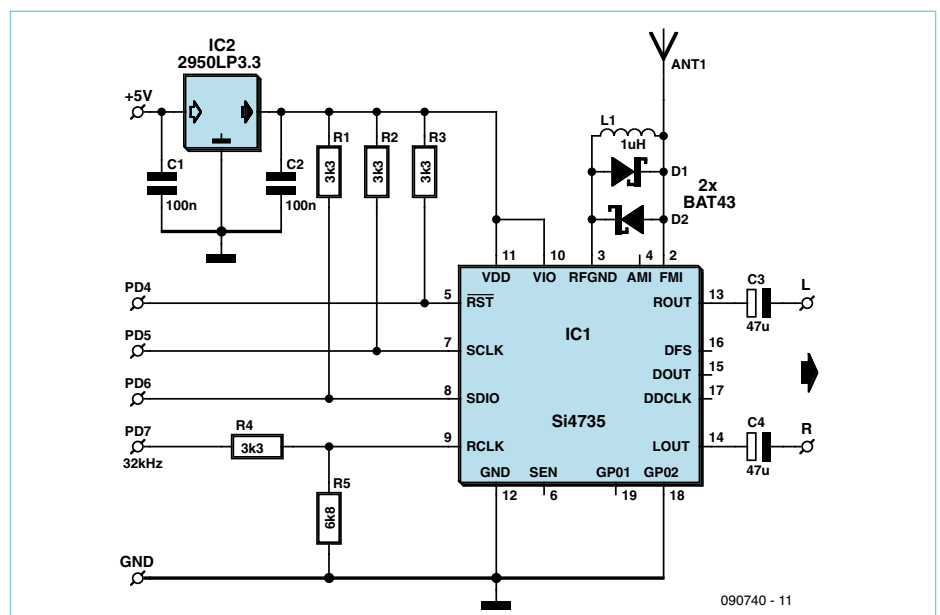 IC2
2950LP3.3
+5V
C1
100n
C2
100n
R1
3k3
R2
3k3
R3
3k3
ANT1
L1
1uH
D1
2x
BAT43
D2
11
10
3
4
2
VDD
VIO
RFGND
AMI
FMI
PD4
5
RST
ROUT
13
C3
47u
L
IC1
PD5
7
SCLK
DFS
16
DOUT
15
PD6
8
SDIO
DDCLK
17
Si4735
PD7
32kHz
R4
3k3
9
RCLK
LOUT
14
C4
47u
R
R5
6k8
GND
SEN
GP01
GP02
12
6
19
18
GND
090740 - 11